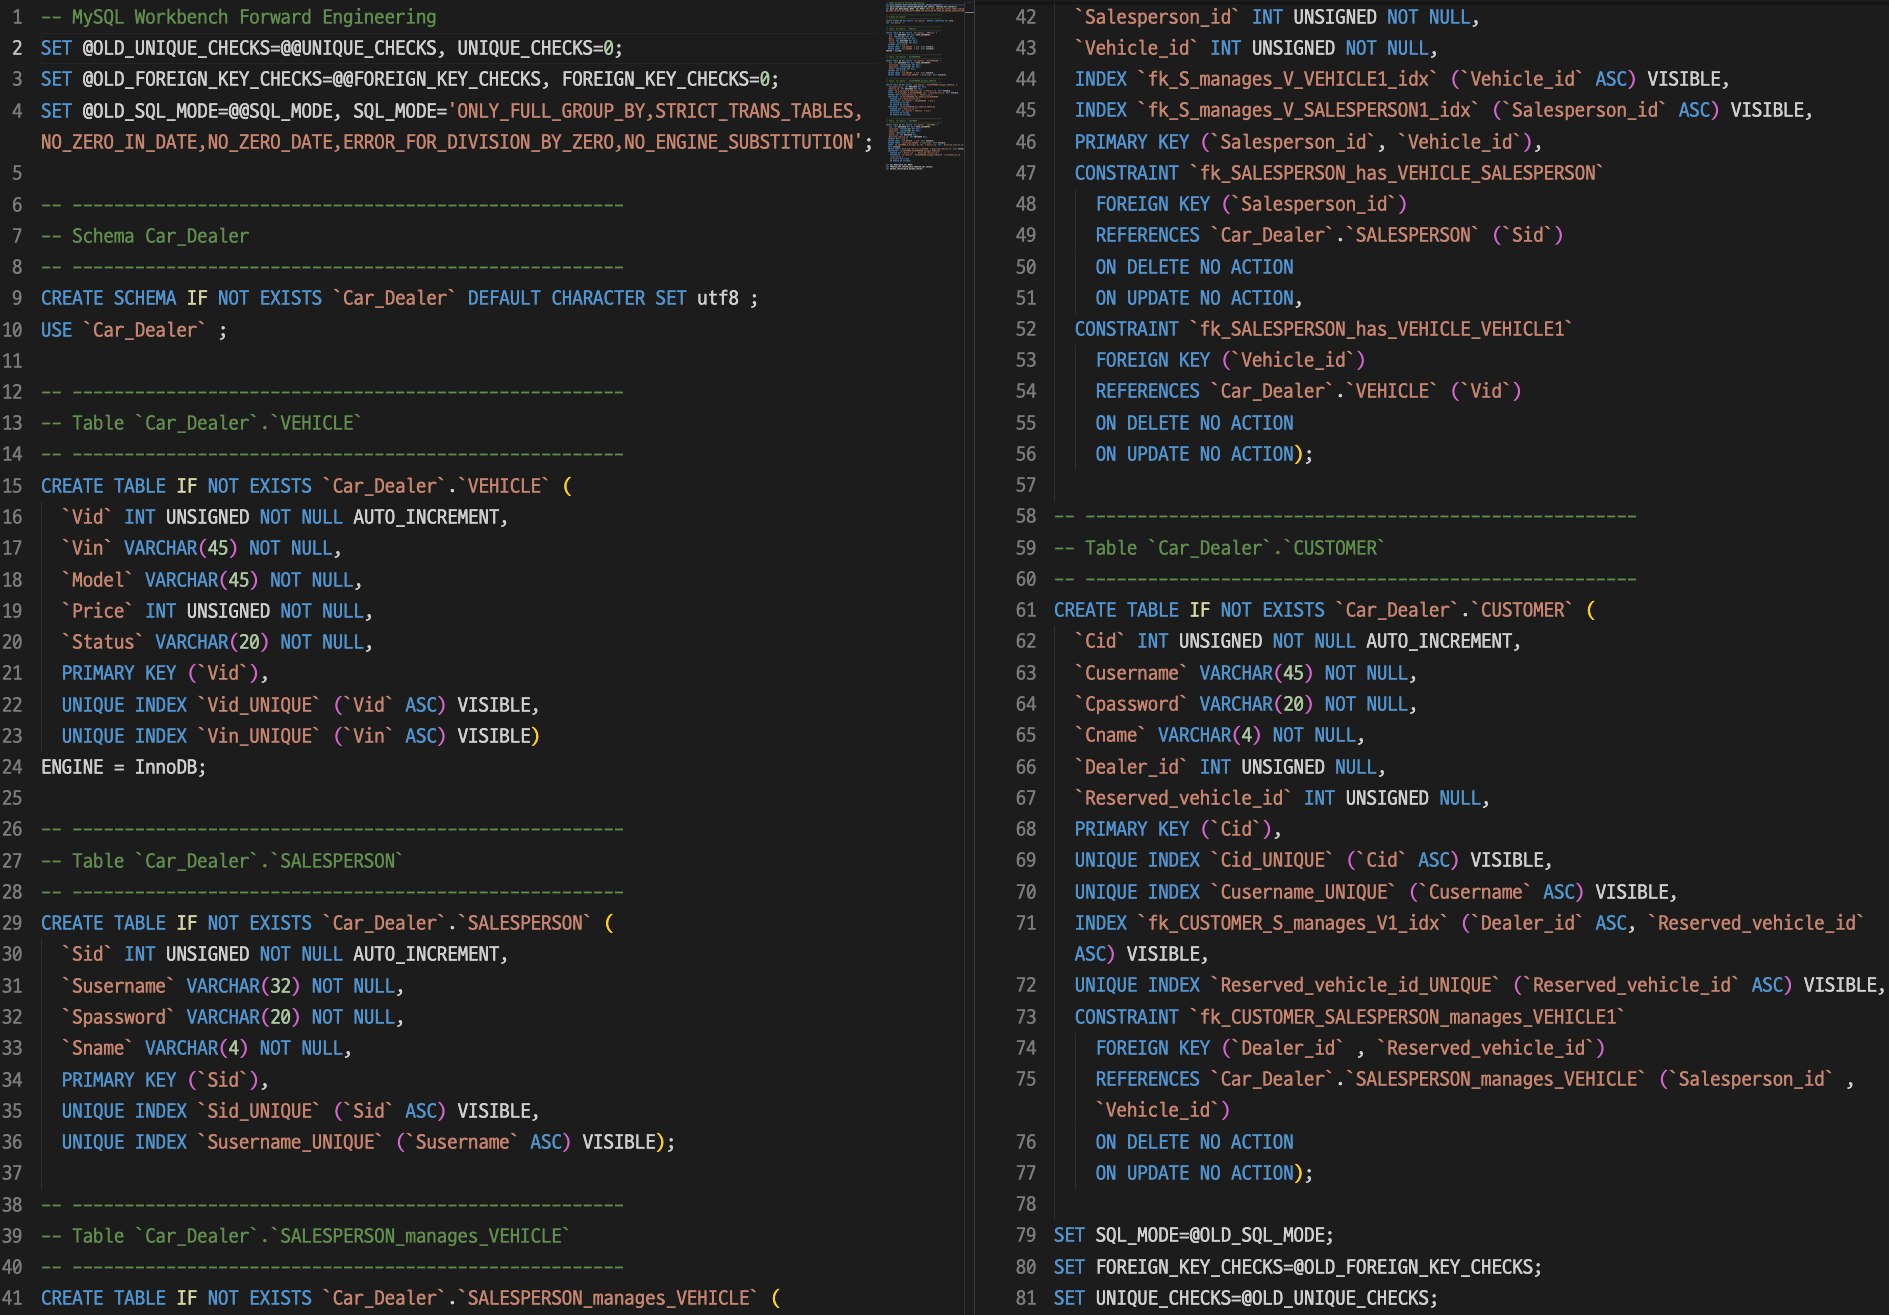 1 -- MySQL Workbench Forward Engineering
2 SET @OLD_UNIQUE_CHECKS=@@UNIQUE_CHECKS, UNIQUE_CHECKS=0;
3 SET @OLD_FOREIGN_KEY_CHECKS=@@FOREIGN_KEY_CHECKS, FOREIGN_KEY_CHECKS=0;
4 SET @OLD_SQL_MODE=@@SQL_MODE, SQL_MODE='ONLY_FULL_GROUP_BY,STRICT_TRANS_TABLES,
NO_ZERO_IN_DATE,NO_ZERO_DATE,ERROR_FOR_DIVISION_BY_ZERO,NO_ENGINE_SUBSTITUTION';
5
6 -- -----------------------------------------------------
7 -- Schema Car_Dealer
8 -- -----------------------------------------------------
9 CREATE SCHEMA IF NOT EXISTS `Car_Dealer` DEFAULT CHARACTER SET utf8 ;
10 USE `Car_Dealer` ;
11
12 -- -----------------------------------------------------
13 -- Table `Car_Dealer`.`VEHICLE`
14 -- -----------------------------------------------------
15 CREATE TABLE IF NOT EXISTS `Car_Dealer`.`VEHICLE` (
16 `Vid` INT UNSIGNED NOT NULL AUTO_INCREMENT,
17 `Vin` VARCHAR(45) NOT NULL,
18 `Model` VARCHAR(45) NOT NULL,
19 `Price` INT UNSIGNED NOT NULL,
20 `Status` VARCHAR(20) NOT NULL,
21 PRIMARY KEY (`Vid`),
22 UNIQUE INDEX `Vid_UNIQUE` (`Vid` ASC) VISIBLE,
23 UNIQUE INDEX `Vin_UNIQUE` (`Vin` ASC) VISIBLE)
24 ENGINE = InnoDB;
25
26 -- -----------------------------------------------------
27 -- Table `Car_Dealer`.`SALESPERSON`
28 -- -----------------------------------------------------
29 CREATE TABLE IF NOT EXISTS `Car_Dealer`.`SALESPERSON` (
30 `Sid` INT UNSIGNED NOT NULL AUTO_INCREMENT,
31 `Susername` VARCHAR(32) NOT NULL,
32 `Spassword` VARCHAR(20) NOT NULL,
33 `Sname` VARCHAR(4) NOT NULL,
34 PRIMARY KEY (`Sid`),
35 UNIQUE INDEX `Sid_UNIQUE` (`Sid` ASC) VISIBLE,
36 UNIQUE INDEX `Susername_UNIQUE` (`Susername` ASC) VISIBLE);
37
38 -- -----------------------------------------------------
39 -- Table `Car_Dealer`.`SALESPERSON_manages_VEHICLE`
40 -- -----------------------------------------------------
41 CREATE TABLE IF NOT EXISTS `Car_Dealer`.`SALESPERSON_manages_VEHICLE` (
42 `Salesperson_id` INT UNSIGNED NOT NULL,
43 `Vehicle_id` INT UNSIGNED NOT NULL,
44 INDEX `fk_S_manages_V_VEHICLE1_idx` (`Vehicle_id` ASC) VISIBLE,
45 INDEX `fk_S_manages_V_SALESPERSON1_idx` (`Salesperson_id` ASC) VISIBLE,
46 PRIMARY KEY (`Salesperson_id`, `Vehicle_id`),
47 CONSTRAINT `fk_SALESPERSON_has_VEHICLE_SALESPERSON`
48 FOREIGN KEY (`Salesperson_id`)
49 REFERENCES `Car_Dealer`.`SALESPERSON` (`Sid`)
50 ON DELETE NO ACTION
51 ON UPDATE NO ACTION,
52 CONSTRAINT `fk_SALESPERSON_has_VEHICLE_VEHICLE1`
53 FOREIGN KEY (`Vehicle_id`)
54 REFERENCES `Car_Dealer`.`VEHICLE` (`Vid`)
55 ON DELETE NO ACTION
56 ON UPDATE NO ACTION);
57
58 -- -----------------------------------------------------
59 -- Table `Car_Dealer`.`CUSTOMER`
60 -- -----------------------------------------------------
61 CREATE TABLE IF NOT EXISTS `Car_Dealer`.`CUSTOMER` (
62 `Cid` INT UNSIGNED NOT NULL AUTO_INCREMENT,
63 `Cusername` VARCHAR(45) NOT NULL,
64 `Cpassword` VARCHAR(20) NOT NULL,
65 `Cname` VARCHAR(4) NOT NULL,
66 `Dealer_id` INT UNSIGNED NULL,
67 `Reserved_vehicle_id` INT UNSIGNED NULL,
68 PRIMARY KEY (`Cid`),
69 UNIQUE INDEX `Cid_UNIQUE` (`Cid` ASC) VISIBLE,
70 UNIQUE INDEX `Cusername_UNIQUE` (`Cusername` ASC) VISIBLE,
71 INDEX `fk_CUSTOMER_S_manages_V1_idx` (`Dealer_id` ASC, `Reserved_vehicle_id`
ASC) VISIBLE,
72 UNIQUE INDEX `Reserved_vehicle_id_UNIQUE` (`Reserved_vehicle_id` ASC) VISIBLE,
73 CONSTRAINT `fk_CUSTOMER_SALESPERSON_manages_VEHICLE1`
74 FOREIGN KEY (`Dealer_id` , `Reserved_vehicle_id`)
75 REFERENCES `Car_Dealer`.`SALESPERSON_manages_VEHICLE` (`Salesperson_id` ,
`Vehicle_id`)
76 ON DELETE NO ACTION
77 ON UPDATE NO ACTION);
78
79 SET SQL_MODE=@OLD_SQL_MODE;
80 SET FOREIGN_KEY_CHECKS=@OLD_FOREIGN_KEY_CHECKS;
81 SET UNIQUE_CHECKS=@OLD_UNIQUE_CHECKS;